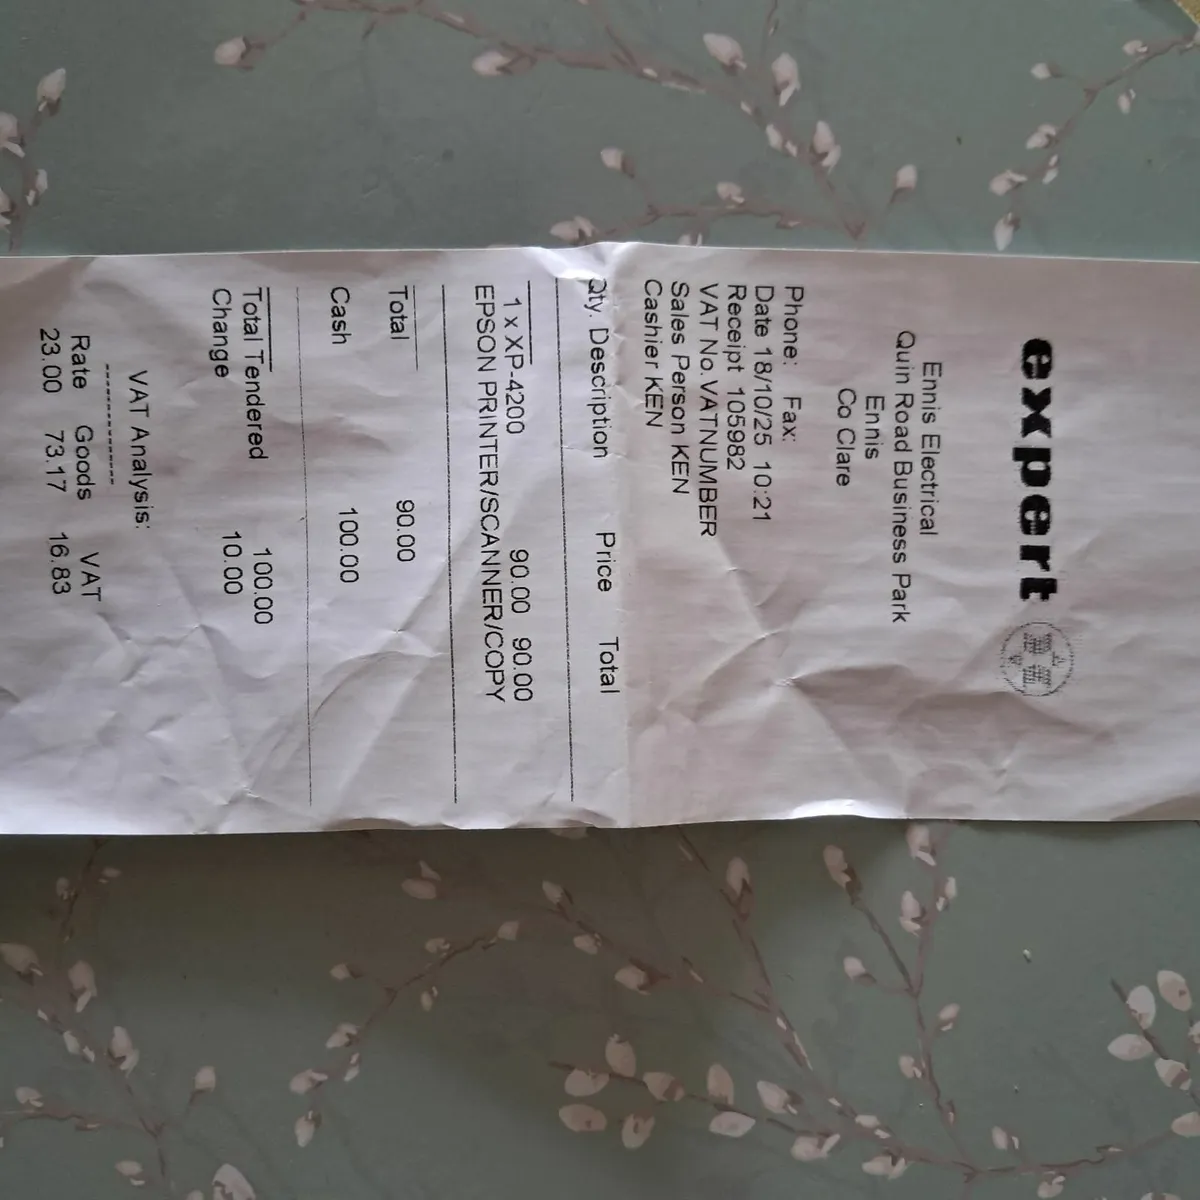 expert
Ennis Electrical
Quin Road Business Park
Ennis
Co Clare
Phone: Fax:
Date 18/10/25 10:21
Receipt 105982
VAT No.VATNUMBER
Sales Person KEN
Cashier KEN
Qty. Description Price Total
1 x XP-4200 90.00 90.00
EPSON PRINTER/SCANNER/COPY
Total 90.00
Cash 100.00
Total Tendered 100.00
Change 10.00
VAT Analysis:
------------
Rate Goods VAT
23.00 73.17 16.83